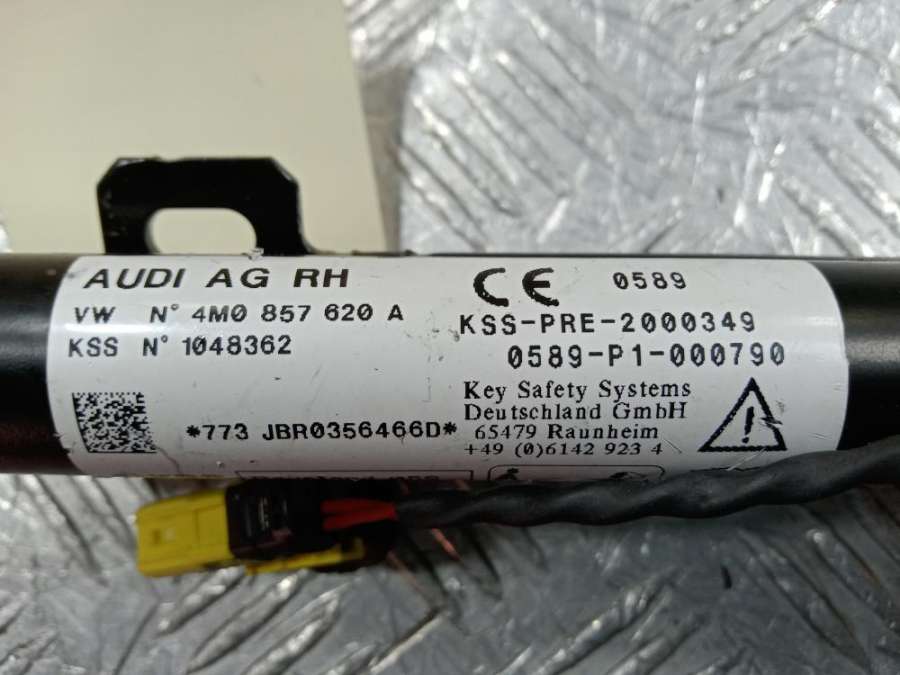 AUDI AG RH
VW N° 4M0 857 620 A
KSS N° 1048362
*773 JBR0356466D*
CE 0589
KSS-PRE-2000349
0589-P1-000790
Key Safety Systems
Deutschland GmbH
65479 Raunheim
+49 (0)6142 923 4